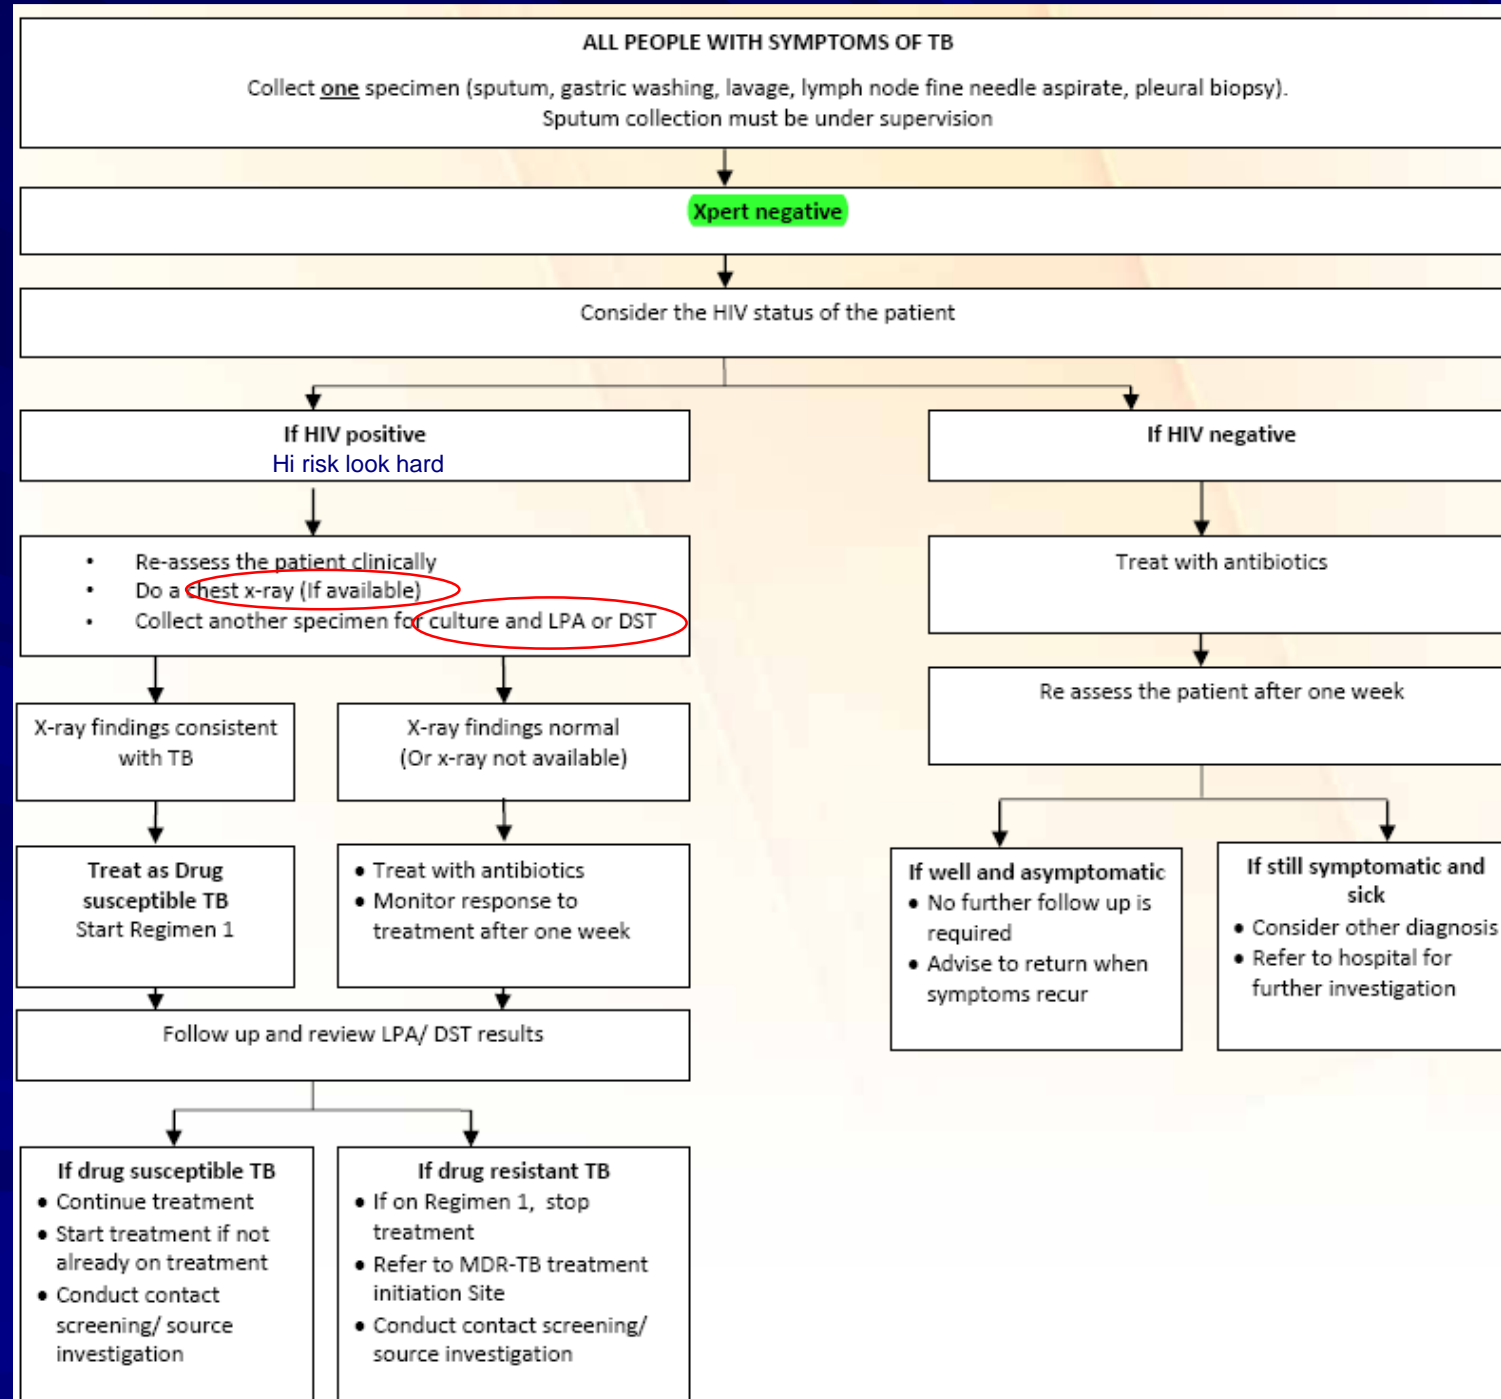 ALL PEOPLE WITH SYMPTOMS OF TB
Collect one specimen (sputum, gastric washing, lavage, lymph node fine needle aspirate, pleural biopsy).
Sputum collection must be under supervision
Xpert negative
Consider the HIV status of the patient
If HIV positive
Hi risk look hard
• Re-assess the patient clinically
• Do a chest x-ray (If available)
• Collect another specimen for culture and LPA or DST
X-ray findings consistent
with TB
X-ray findings normal
(Or x-ray not available)
Treat as Drug
susceptible TB
Start Regimen 1
• Treat with antibiotics
• Monitor response to
treatment after one week
Follow up and review LPA/ DST results
If drug susceptible TB
• Continue treatment
• Start treatment if not
already on treatment
• Conduct contact
screening/ source
investigation
If drug resistant TB
• If on Regimen 1, stop
treatment
• Refer to MDR-TB treatment
initiation Site
• Conduct contact screening/
source investigation
If HIV negative
Treat with antibiotics
Re assess the patient after one week
If well and asymptomatic
• No further follow up is
required
• Advise to return when
symptoms recur
If still symptomatic and
sick
• Consider other diagnosis
• Refer to hospital for
further investigation